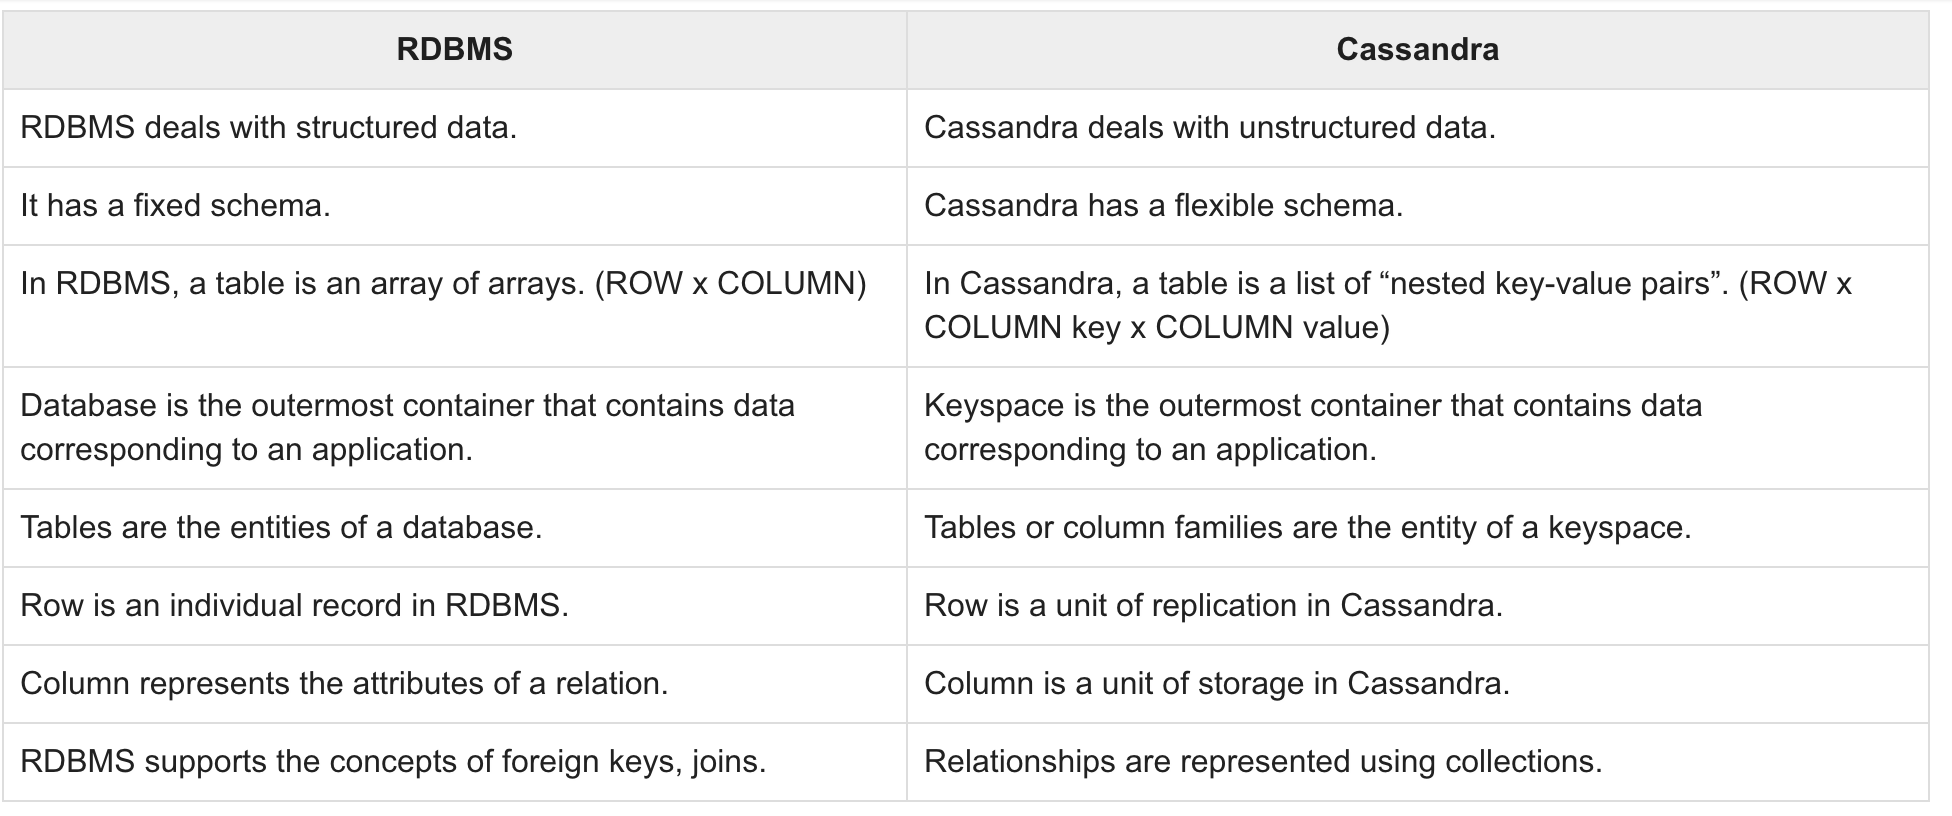 RDBMS
Cassandra
RDBMS deals with structured data.
Cassandra deals with unstructured data.
It has a fixed schema.
Cassandra has a flexible schema.
In RDBMS, a table is an array of arrays. (ROW x COLUMN)
In Cassandra, a table is a list of “nested key-value pairs”. (ROW x
COLUMN key x COLUMN value)
Database is the outermost container that contains data
corresponding to an application.
Keyspace is the outermost container that contains data
corresponding to an application.
Tables are the entities of a database.
Tables or column families are the entity of a keyspace.
Row is an individual record in RDBMS.
Row is a unit of replication in Cassandra.
Column represents the attributes of a relation.
Column is a unit of storage in Cassandra.
RDBMS supports the concepts of foreign keys, joins.
Relationships are represented using collections.